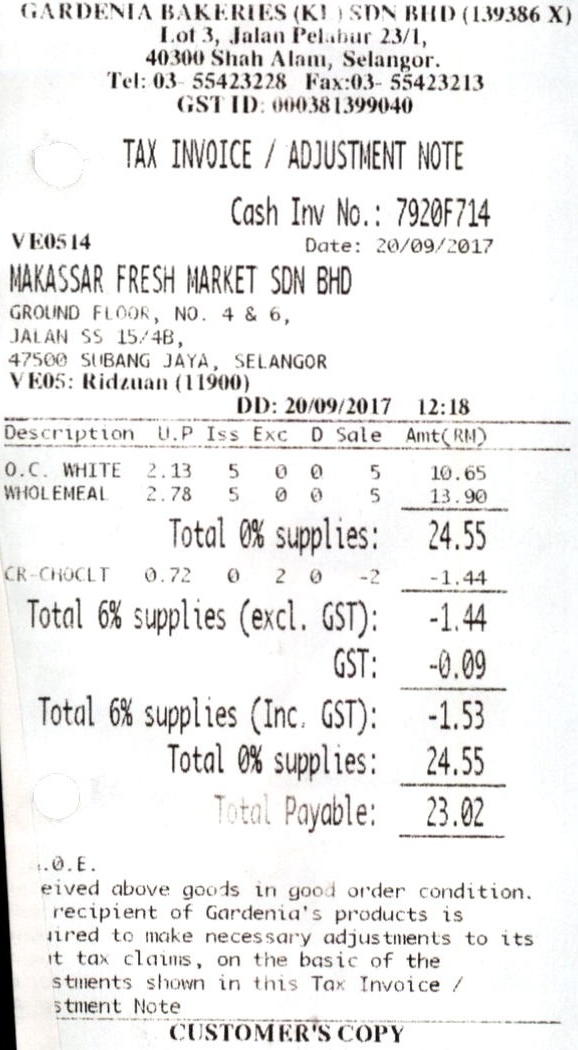 GARDENIA BAKERIES (KL) SDN BHD (139386 X)
Lot 3, Jalan Pelabur 23/1,
40300 Shah Alam, Selangor.
Tel: 03- 55423228 Fax:03- 55423213
GST ID: 000381399040
TAX INVOICE / ADJUSTMENT NOTE
Cash Inv No.: 7920F714
VE0514 Date: 20/09/2017
MAKASSAR FRESH MARKET SDN BHD
GROUND FLOOR, NO. 4 & 6,
JALAN SS 15/4B,
47500 SUBANG JAYA, SELANGOR
VE05: Ridzuan (11900)
DD: 20/09/2017 12:18
Description U.P Iss Exc D Sale Amt(RM)
O.C. WHITE 2.13 5 0 0 5 10.65
WHOLEMEAL 2.78 5 0 0 5 13.90
Total 0% supplies: 24.55
CR-CHOCLT 0.72 0 2 0 -2 -1.44
Total 6% supplies (excl. GST): -1.44
GST: -0.09
Total 6% supplies (Inc. GST): -1.53
Total 0% supplies: 24.55
Total Payable: 23.02
.O.E.
eived above goods in good order condition.
recipient of Gardenia's products is
uired to make necessary adjustments to its
t tax claims, on the basic of the
stments shown in this Tax Invoice /
stment Note
CUSTOMER'S COPY